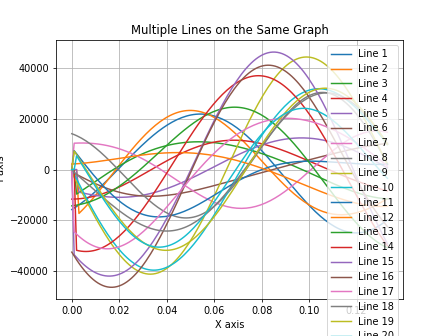 Multiple Lines on the Same Graph
40000
20000
0
−20000
−40000
0.00
0.02
0.04
0.06
0.08
0.10
X axis
Line 1
Line 2
Line 3
Line 4
Line 5
Line 6
Line 7
Line 8
Line 9
Line 10
Line 11
Line 12
Line 13
Line 14
Line 15
Line 16
Line 17
Line 18
Line 19
Line 20